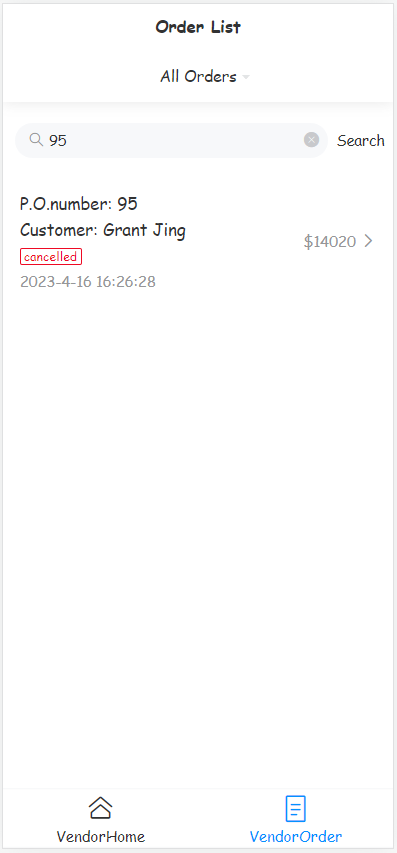 Order List
All Orders
95 Search
P.O.number: 95
Customer: Grant Jing
cancelled
$14020
2023-4-16 16:26:28
VendorHome VendorOrder